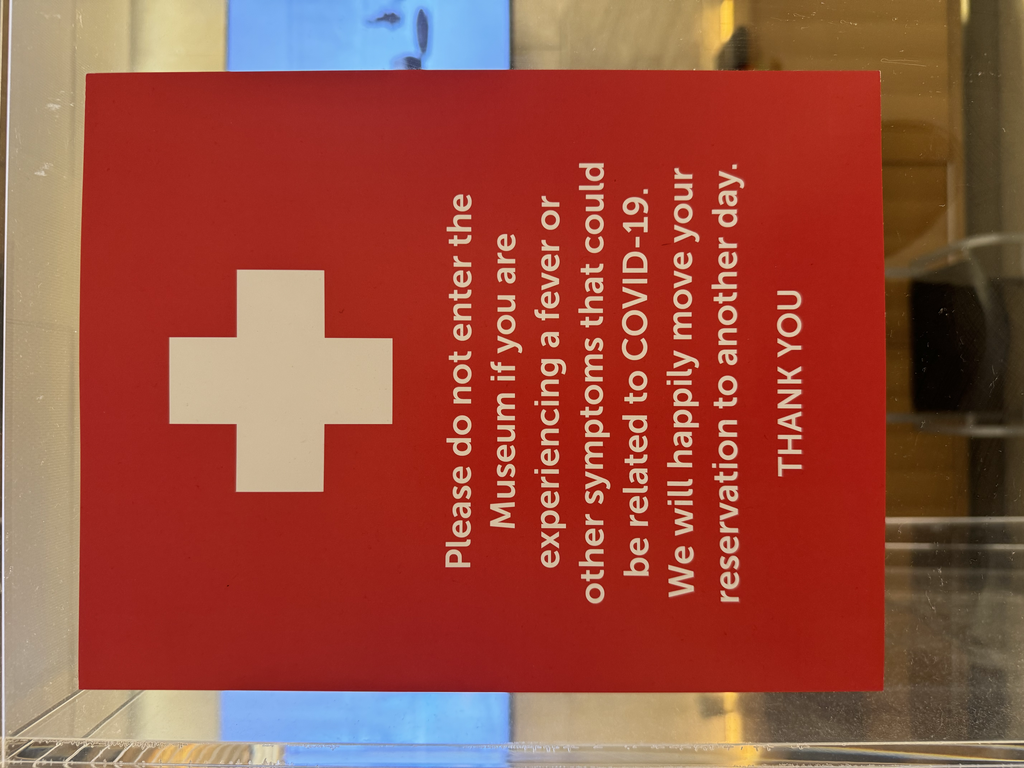 Please do not enter the
Museum if you are
experiencing a fever or
other symptoms that could
be related to COVID-19.
We will happily move your
reservation to another day.
THANK YOU